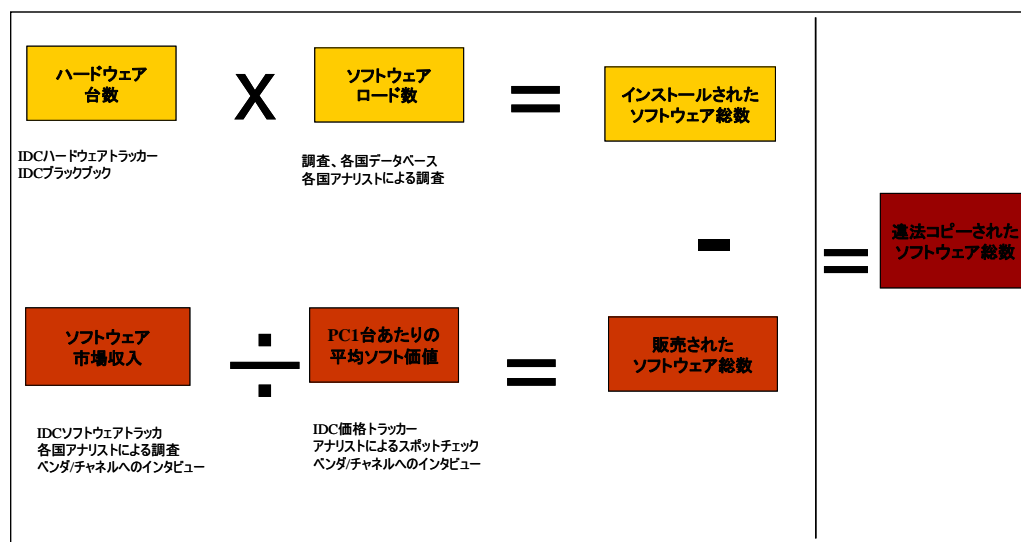 ハードウェア
台数
X
ソフトウェア
ロード数
=
インストールされた
ソフトウェア総数
IDCハードウェアトラッカー
IDCブラックブック
調査、各国データベース
各国アナリストによる調査
-
=
違法コピーされた
ソフトウェア総数
ソフトウェア
市場収入
÷
PC1台あたりの
平均ソフト価値
=
販売された
ソフトウェア総数
IDCソフトウェアトラッカ
各国アナリストによる調査
ベンダ/チャネルへのインタビュー
IDC価格トラッカー
アナリストによるスポットチェック
ベンダ/チャネルへのインタビュー